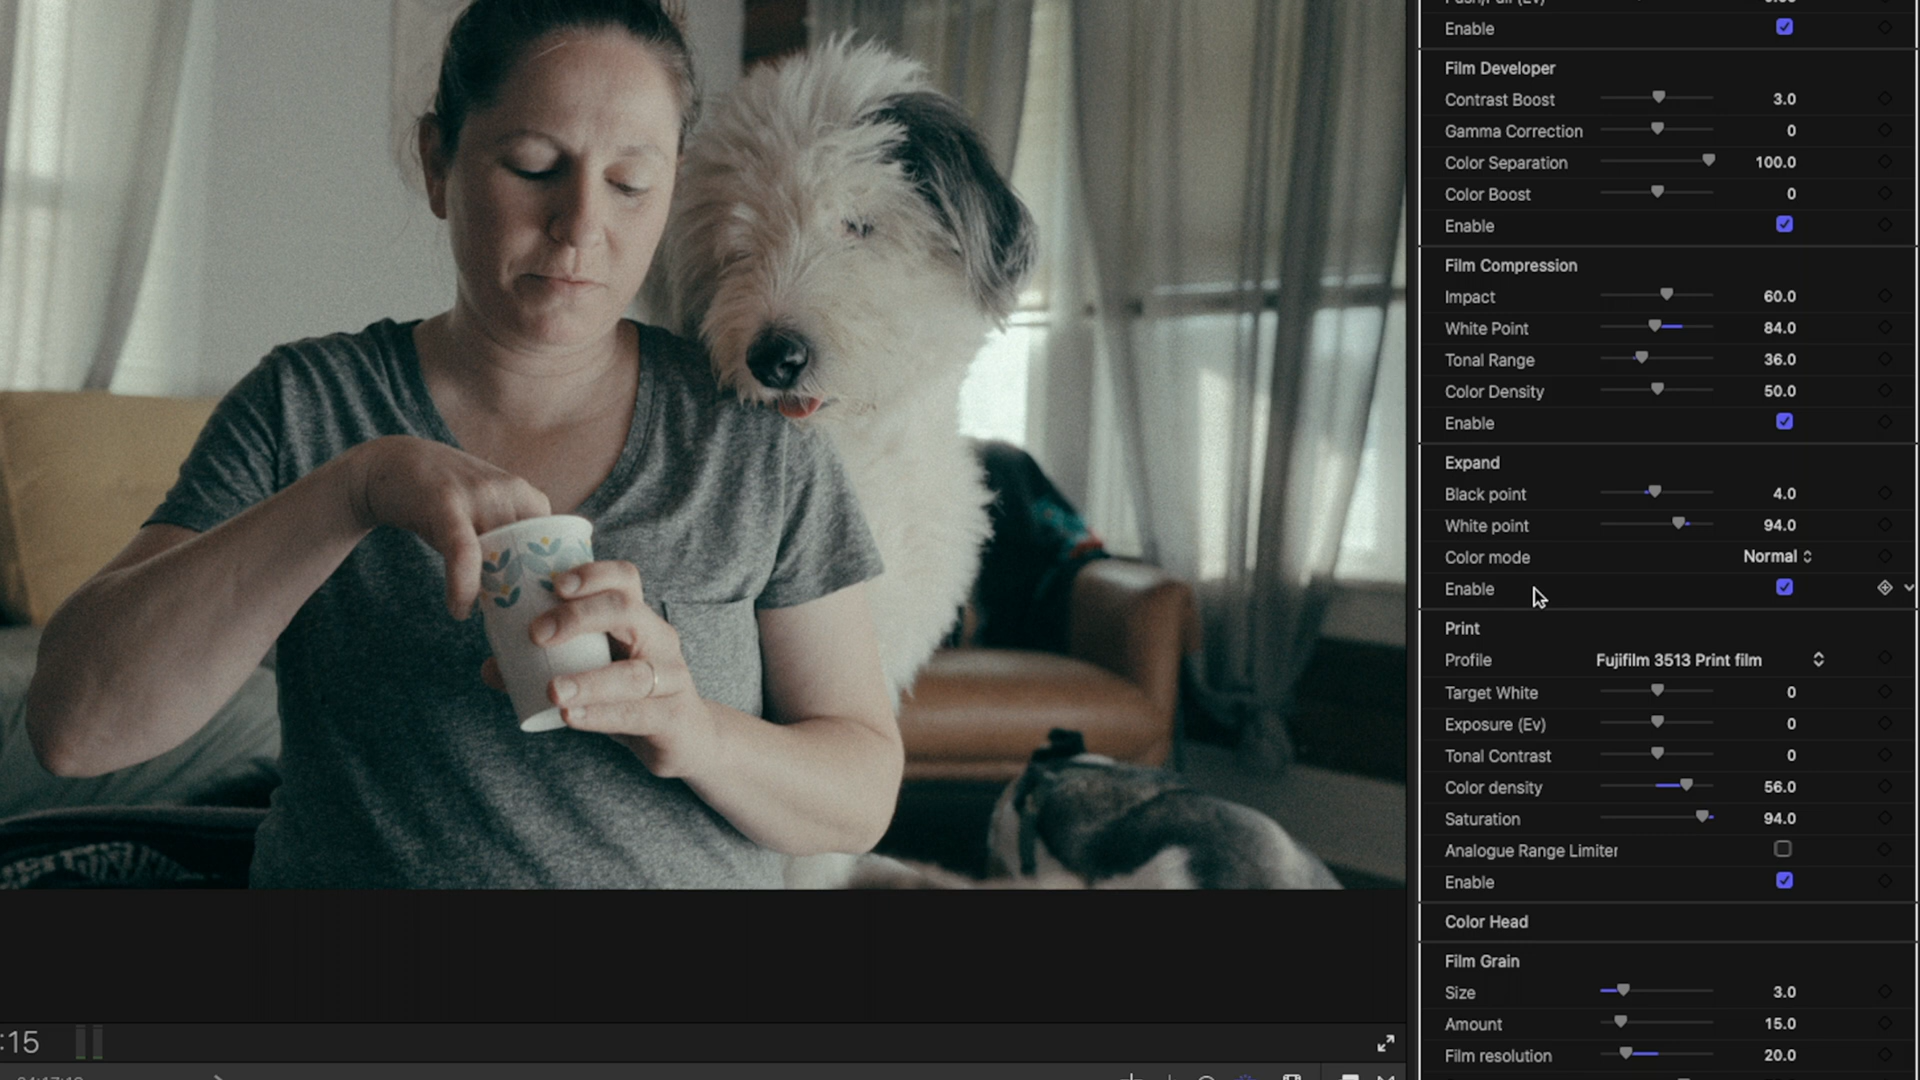 Push/Pull (Ev)
Enable
Film Developer
Contrast Boost 3.0
Gamma Correction 0
Color Separation 100.0
Color Boost 0
Enable
Film Compression
Impact 60.0
White Point 84.0
Tonal Range 36.0
Color Density 50.0
Enable
Expand
Black point 4.0
White point 94.0
Color mode Normal
Enable
Print
Profile Fujifilm 3513 Print film
Target White 0
Exposure (Ev) 0
Tonal Contrast 0
Color density 56.0
Saturation 94.0
Analogue Range Limiter
Enable
Color Head
Film Grain
Size 3.0
Amount 15.0
Film resolution 20.0
:15